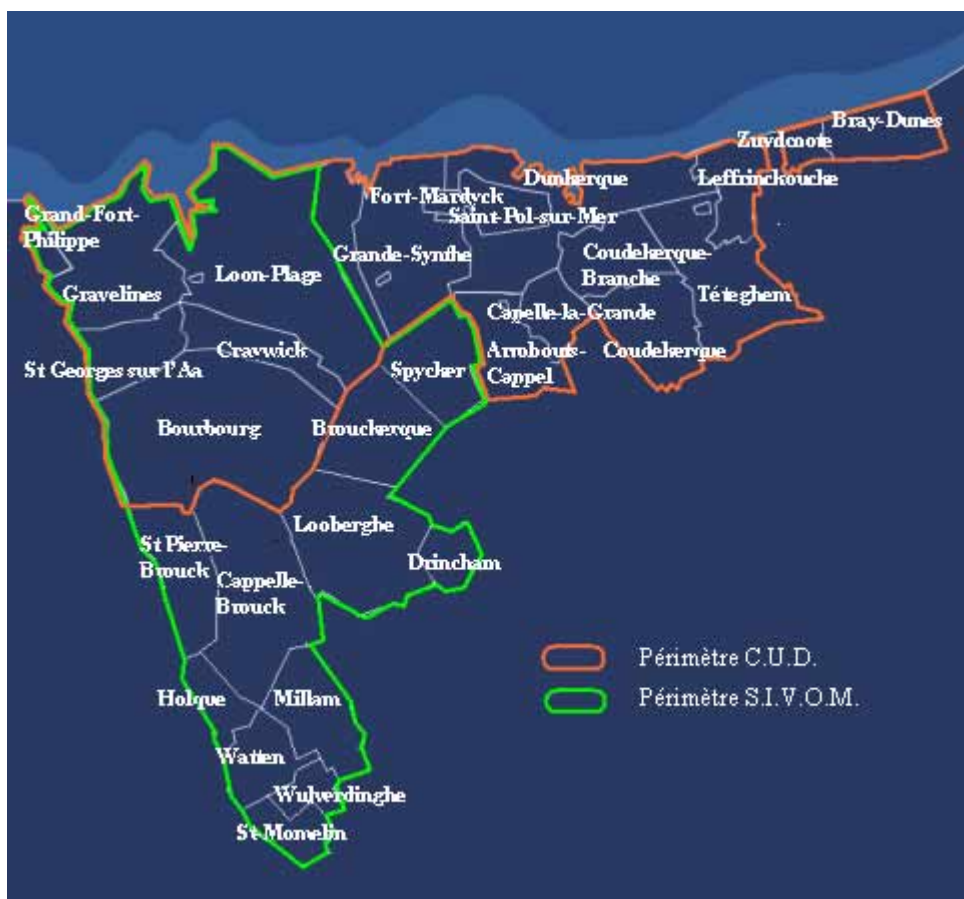 Bray-Dunes
Zuydcoote
Leffrinckoucke
Dunkerque
Fort-Mardyck
Saint-Pol-sur-Mer
Grand-Fort-
Philippe
Grande-Synthe
Coudekerque-
Branche
Loon-Plage
Gravelines
Téteghem
Capelle-la-Grande
Craywick
Arrobouts-
Cappel
Coudekerque
St Georges sur l'Aa
Spycker
Bourbourg
Brouckerque
Looberghe
St Pierre-
Brouck
Drincham
Cappelle-
Brouck
Périmètre C.U.D.
Périmètre S.I.V.O.M.
Holque
Millam
Watten
Wulverdinghe
St-Momelin